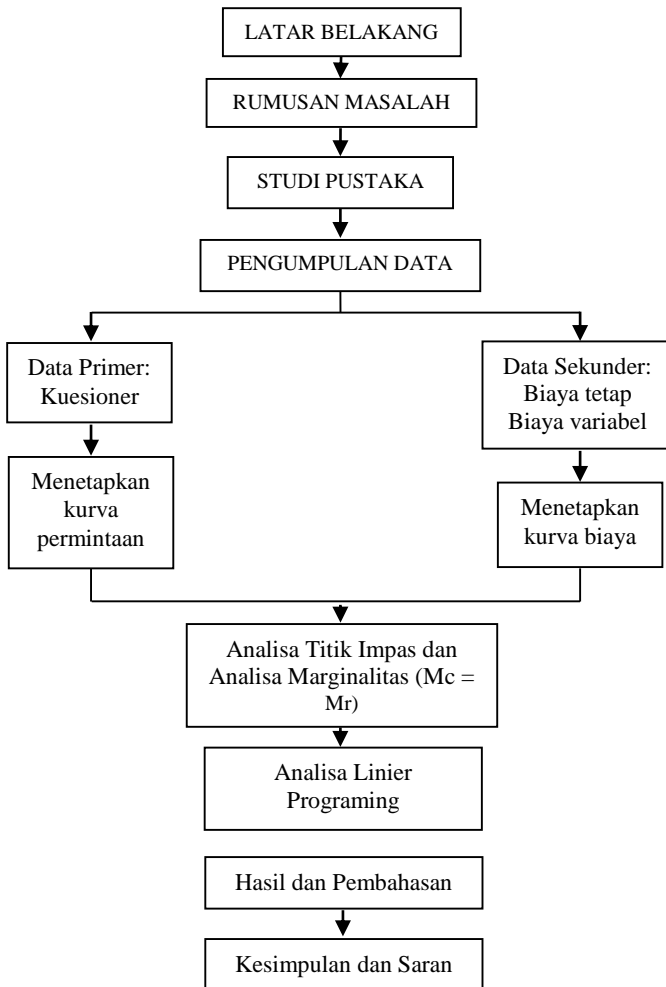 LATAR BELAKANG
RUMUSAN MASALAH
STUDI PUSTAKA
PENGUMPULAN DATA
Data Primer:
Kuesioner
Data Sekunder:
Biaya tetap
Biaya variabel
Menetapkan
kurva
permintaan
Menetapkan
kurva biaya
Analisa Titik Impas dan
Analisa Marginalitas (Mc =
Mr)
Analisa Linier
Programing
Hasil dan Pembahasan
Kesimpulan dan Saran